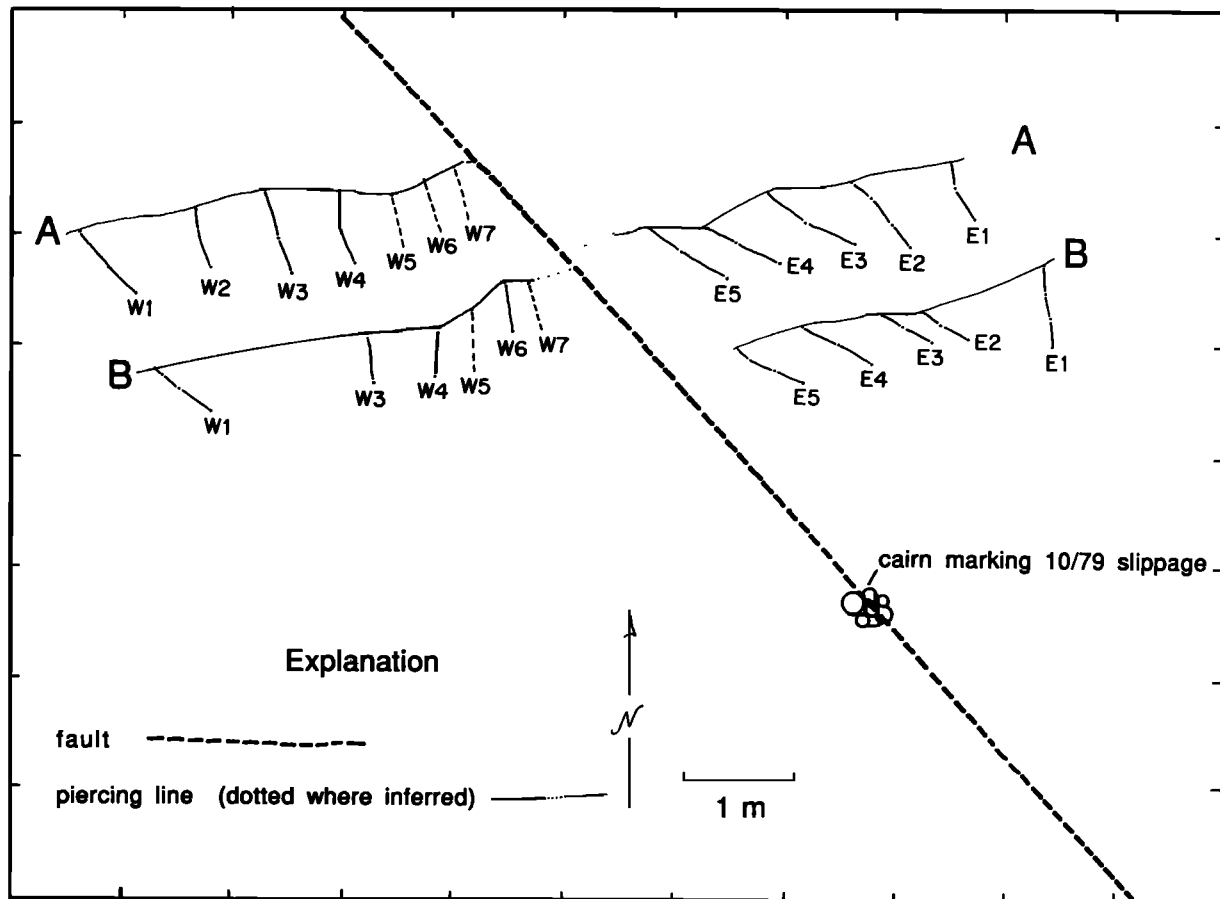 A
A
W1
W2
W3
W4
W5
W6
W7
E5
E4
E3
E2
E1
B
B
W1
W3
W4
W5
W6
W7
E5
E4
E3
E2
E1
cairn marking 10/79 slippage
Explanation
fault
piercing line (dotted where inferred)
N
1 m